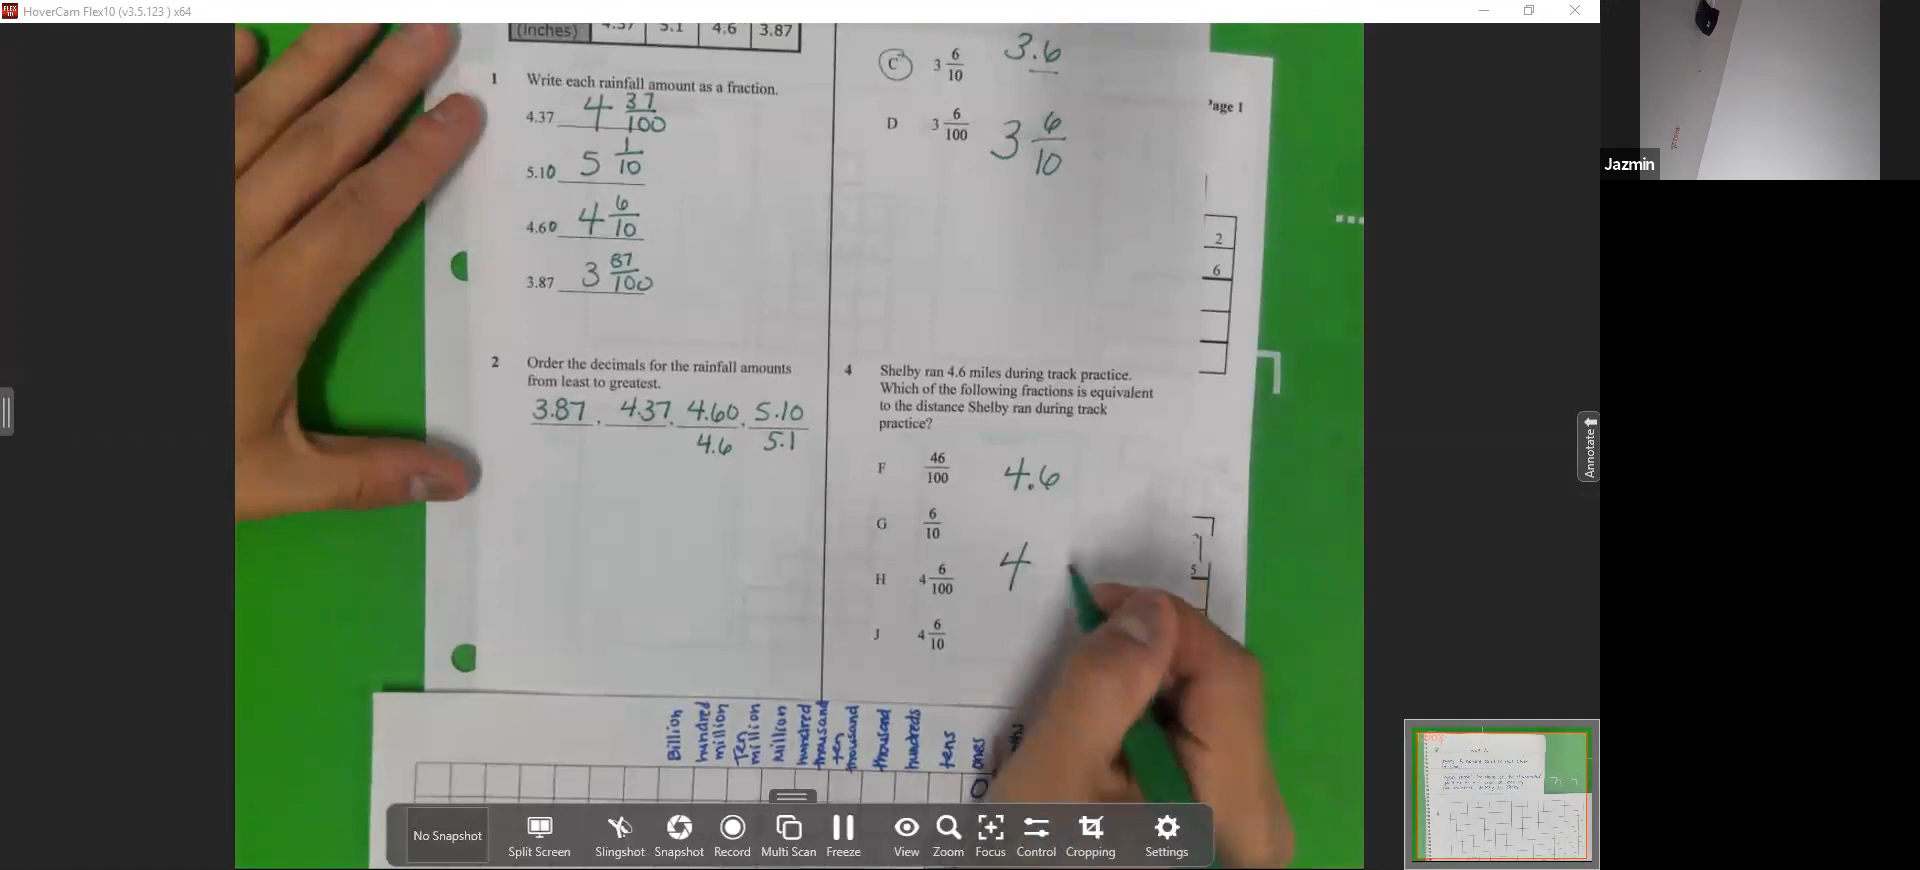 HoverCam Flex10 (v3.5.123 ) x64
(inches) 4.37 5.1 4.6 3.87
1 Write each rainfall amount as a fraction.
4.37 4 37/100
5.10 5 1/10
4.60 4 6/10
3.87 3 87/100
2 Order the decimals for the rainfall amounts
from least to greatest.
3.87, 4.37, 4.60, 5.10
4.6 5.1
C 3 6/10 3.6
D 3 6/100 3 6/10
4 Shelby ran 4.6 miles during track practice.
Which of the following fractions is equivalent
to the distance Shelby ran during track
practice?
F 46/100 4.6
G 6/10
H 4 6/100 4
J 4 6/10
Page 1
2
6
5
Billion
hundred million
Ten million
Million
hundred thousand
ten thousand
thousand
hundreds
tens
ones
0
Jazmin
Annotate
No Snapshot
Split Screen
Slingshot
Snapshot
Record
Multi Scan
Freeze
View
Zoom
Focus
Control
Cropping
Settings